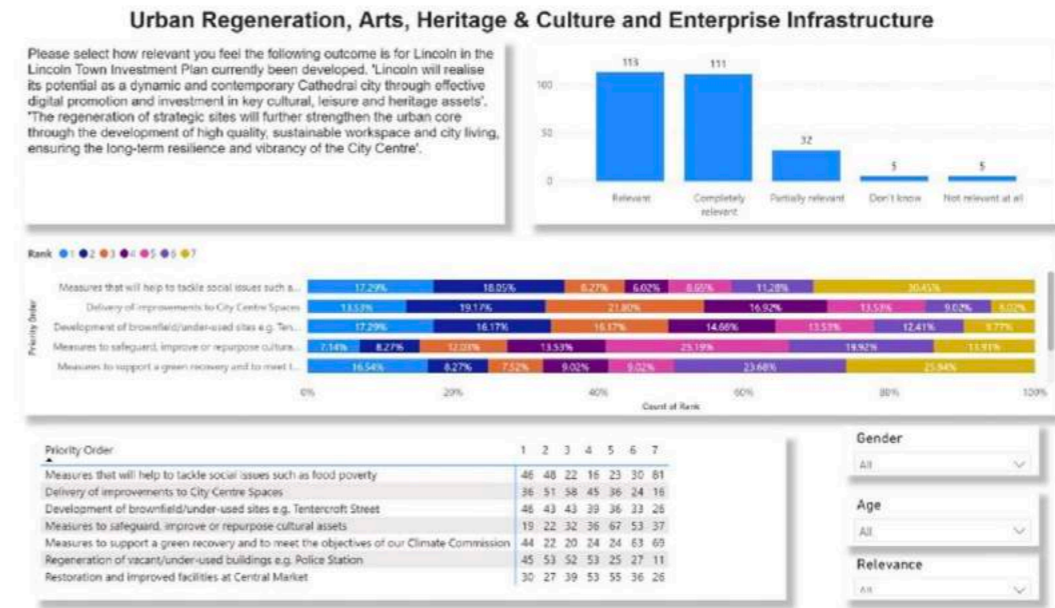 Urban Regeneration, Arts, Heritage & Culture and Enterprise Infrastructure
Please select how relevant you feel the following outcome is for Lincoln in the
Lincoln Town Investment Plan currently been developed. 'Lincoln will realise
its potential as a dynamic and contemporary Cathedral city through effective
digital promotion and investment in key cultural, leisure and heritage assets'.
'The regeneration of strategic sites will further strengthen the urban core
through the development of high quality, sustainable workspace and city living,
ensuring the long-term resilience and vibrancy of the City Centre'.
113
111
32
5
5
100
50
0
Relevant
Completely
relevant
Partially relevant
Don't know
Not relevant at all
Rank 1 2 3 4 5 6 7
Priority Order
Measures that will help to tackle social issues such a... 17.29% 18.05% 8.27% 6.02% 8.65% 11.28% 30.45%
Delivery of improvements to City Centre Spaces 13.53% 19.17% 21.80% 16.92% 13.53% 9.02% 6.02%
Development of brownfield/under-used sites e.g. Ten... 17.29% 16.17% 16.17% 14.66% 13.53% 12.41% 9.77%
Measures to safeguard, improve or repurpose cultura... 7.14% 8.27% 12.03% 13.53% 25.19% 19.92% 13.91%
Measures to support a green recovery and to meet t... 16.54% 8.27% 7.52% 9.02% 9.02% 23.68% 25.94%
0% 20% 40% 60% 80% 100%
Count of Rank
Priority Order 1 2 3 4 5 6 7
Measures that will help to tackle social issues such as food poverty 46 48 22 16 23 30 81
Delivery of improvements to City Centre Spaces 36 51 58 45 36 24 16
Development of brownfield/under-used sites e.g. Tentercroft Street 46 43 43 39 36 33 26
Measures to safeguard, improve or repurpose cultural assets 19 22 32 36 67 53 37
Measures to support a green recovery and to meet the objectives of our Climate Commission 44 22 20 24 24 63 69
Regeneration of vacant/under-used buildings e.g. Police Station 45 53 52 53 25 27 11
Restoration and improved facilities at Central Market 30 27 39 53 55 36 26
Gender
All
Age
All
Relevance
All